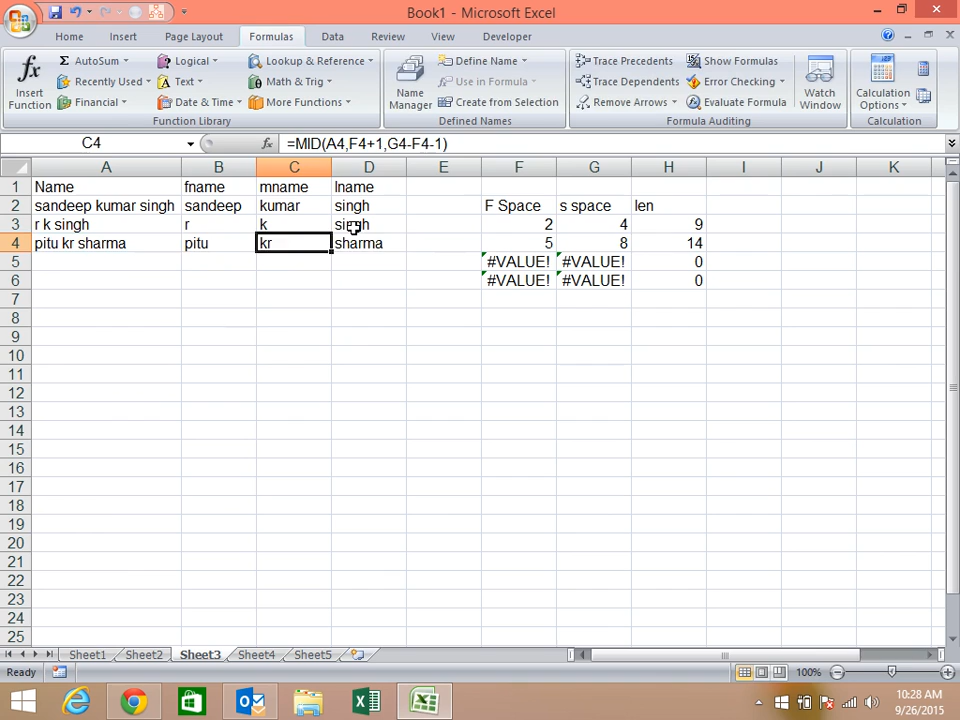 Book1 - Microsoft Excel
Home Insert Page Layout Formulas Data Review View Developer
Σ AutoSum Logical Lookup & Reference Define Name Trace Precedents Show Formulas
fx Recently Used Text Math & Trig Use in Formula Trace Dependents Error Checking
Insert Function Financial Date & Time More Functions Name Manager Create from Selection Remove Arrows Evaluate Formula Watch Window Calculation Options
Function Library Defined Names Formula Auditing Calculation
C4 fx =MID(A4,F4+1,G4-F4-1)
A B C D E F G H I J K
1 Name fname mname lname
2 sandeep kumar singh sandeep kumar singh F Space s space len
3 r k singh r k singh 2 4 9
4 pitu kr sharma pitu kr sharma 5 8 14
5 #VALUE! #VALUE! 0
6 #VALUE! #VALUE! 0
7
8
9
10
11
12
13
14
15
16
17
18
19
20
21
22
23
24
25
Sheet1 Sheet2 Sheet3 Sheet4 Sheet5
Ready 100%
10:28 AM
9/26/2015